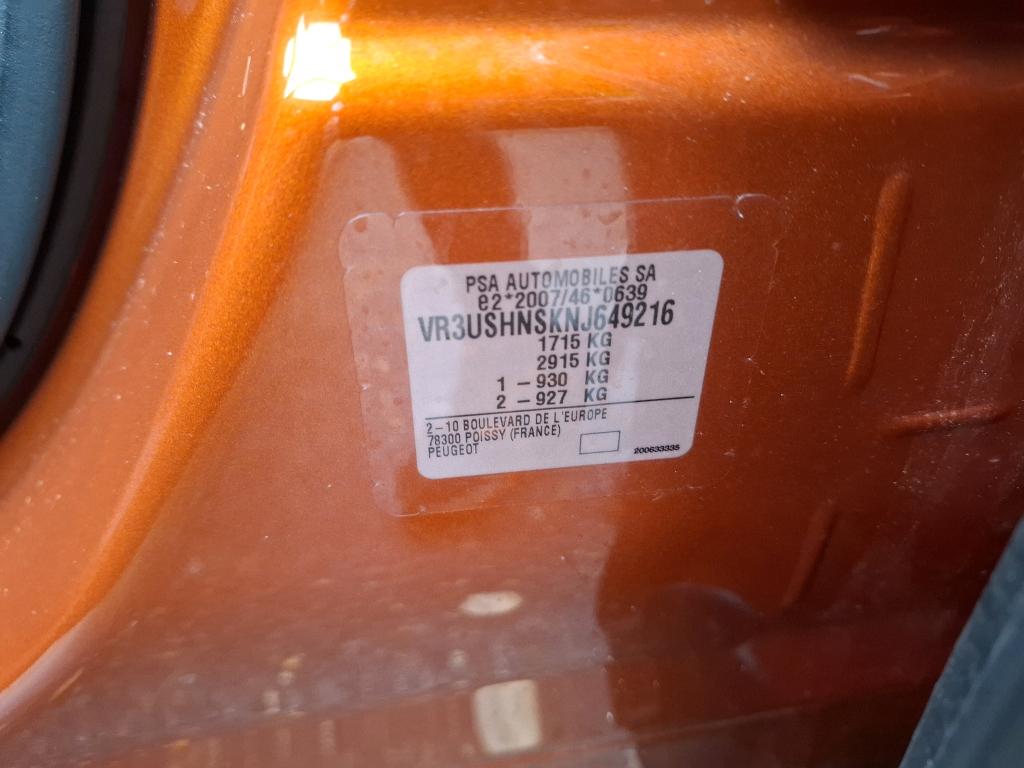 PSA AUTOMOBILES SA
e2*2007/46*0639
VR3USHNSKNJ649216
1715 KG
2915 KG
1 – 930 KG
2 – 927 KG
2–10 BOULEVARD DE L'EUROPE
78300 POISSY (FRANCE)
PEUGEOT
200633335